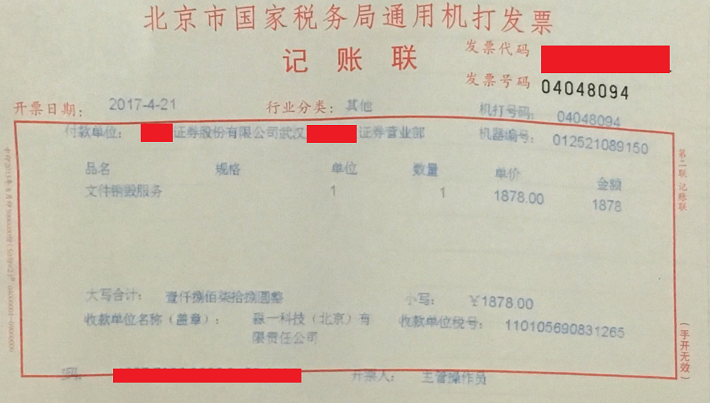 北京市国家税务局通用机打发票
记账联
发票代码
发票号码 04048094
开票日期: 2017-4-21 行业分类: 其他 机打号码: 04048094
付款单位: 证券股份有限公司武汉 证券营业部 机器编号: 012521089150
品名 规格 单位 数量 单价 金额
文件销毁服务 1 1 1878.00 1878
大写合计: 壹仟捌佰柒拾捌圆整 小写: ¥1878.00
收款单位名称(盖章): 一科技(北京)有 收款单位税号: 110105690831265
限责任公司
开票人: 主管操作员
第二联 记账联
(手开无效)